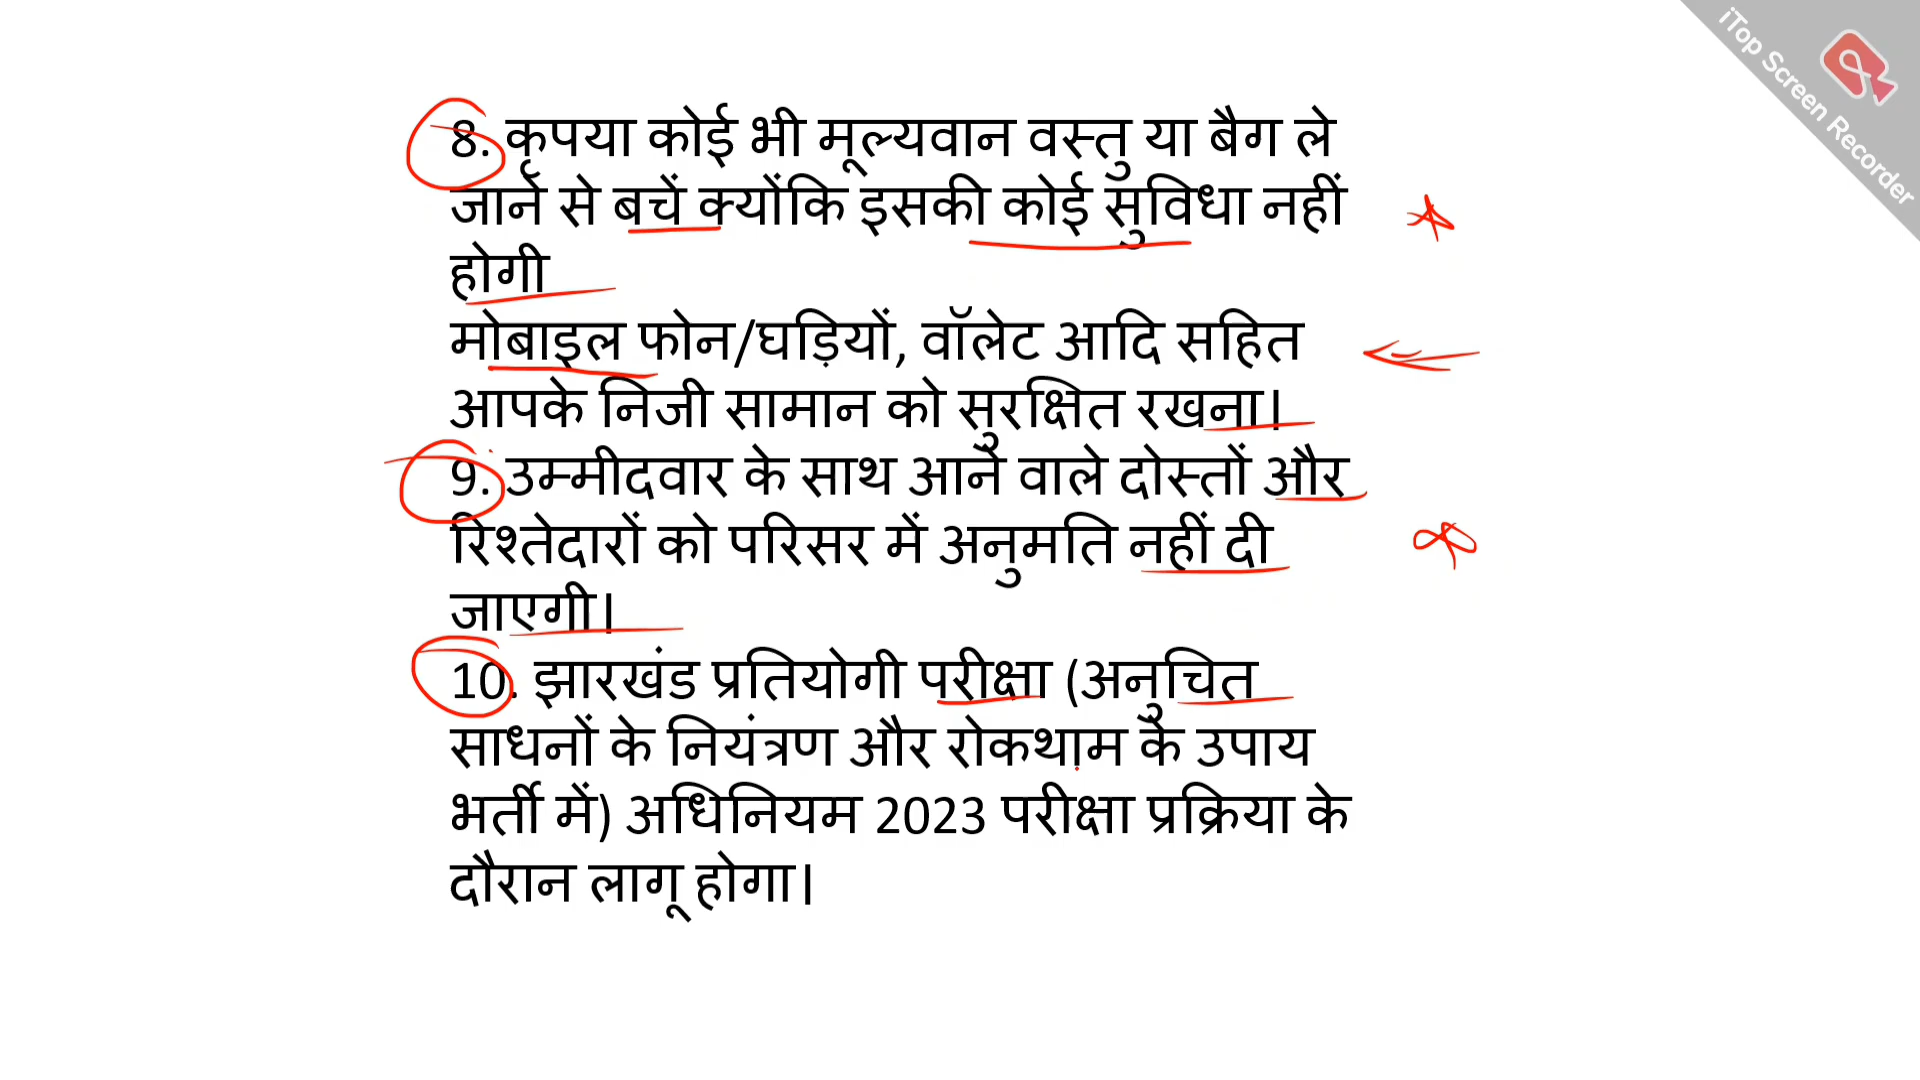 iTop Screen Recorder
8. कृपया कोई भी मूल्यवान वस्तु या बैग ले
जाने से बचें क्योंकि इसकी कोई सुविधा नहीं
होगी
मोबाइल फोन/घड़ियों, वॉलेट आदि सहित
आपके निजी सामान को सुरक्षित रखना।
9. उम्मीदवार के साथ आने वाले दोस्तों और
रिश्तेदारों को परिसर में अनुमति नहीं दी
जाएगी।
10. झारखंड प्रतियोगी परीक्षा (अनुचित
साधनों के नियंत्रण और रोकथाम के उपाय
भर्ती में) अधिनियम 2023 परीक्षा प्रक्रिया के
दौरान लागू होगा।